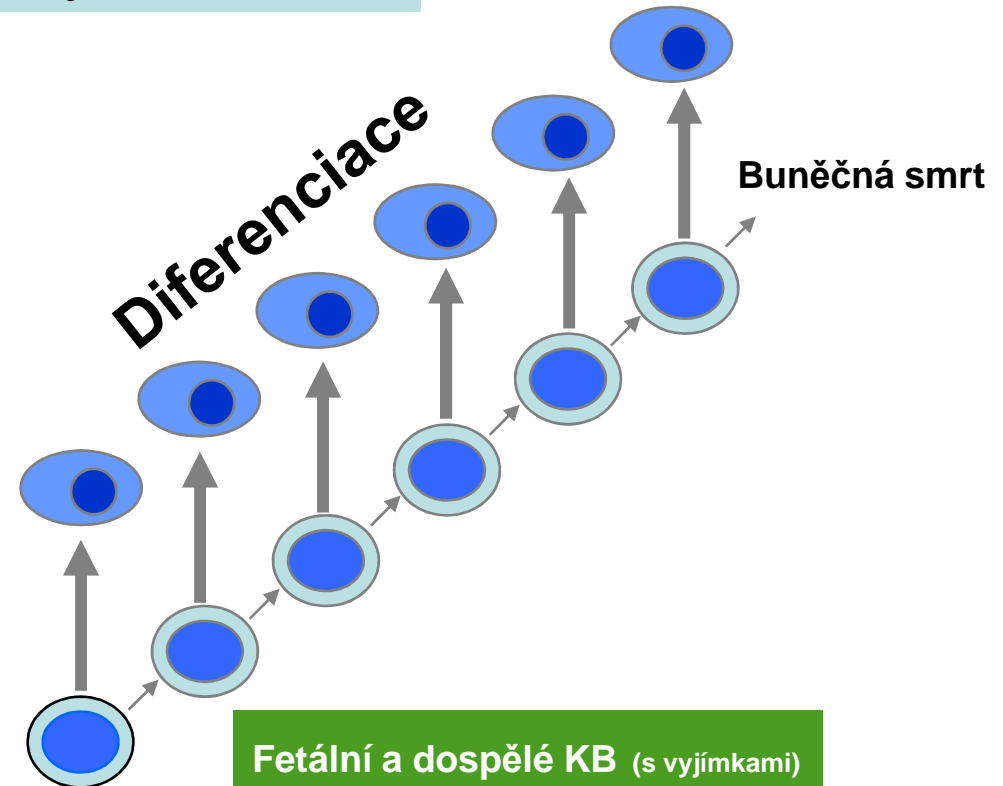 Diferenciace
Buněčná smrt
Fetální a dospělé KB (s vyjímkami)